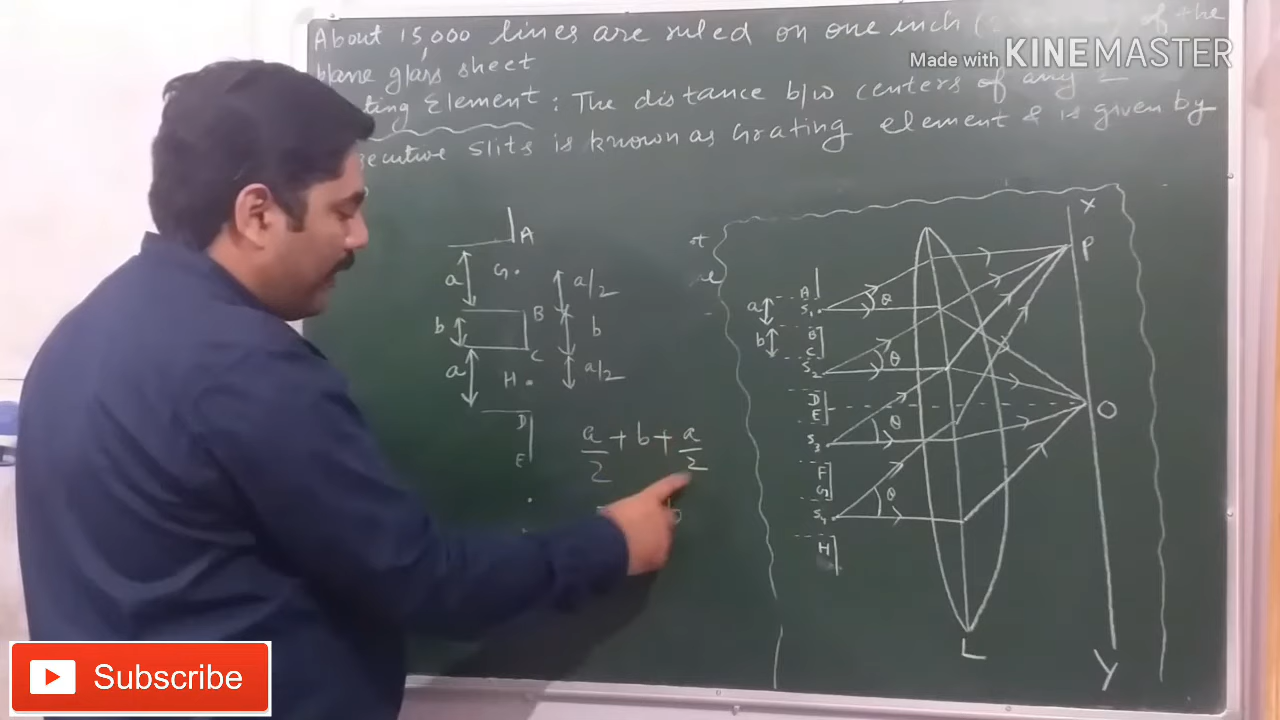 About 15,000 lines are ruled on one inch ( ) of the
plane glass sheet
ting Element : The distance b/w centers of any 2
ecutive slits is known as Grating element & is given by
Made with KINEMASTER
A
a
G
a/2
b
B
b
C
a
H
a/2
D
E
a/2 + b + a/2
X
P
A
S1
θ
a
B
b
C
S2
θ
D
E
O
S3
θ
F
G
S4
θ
H
L
Y
Subscribe